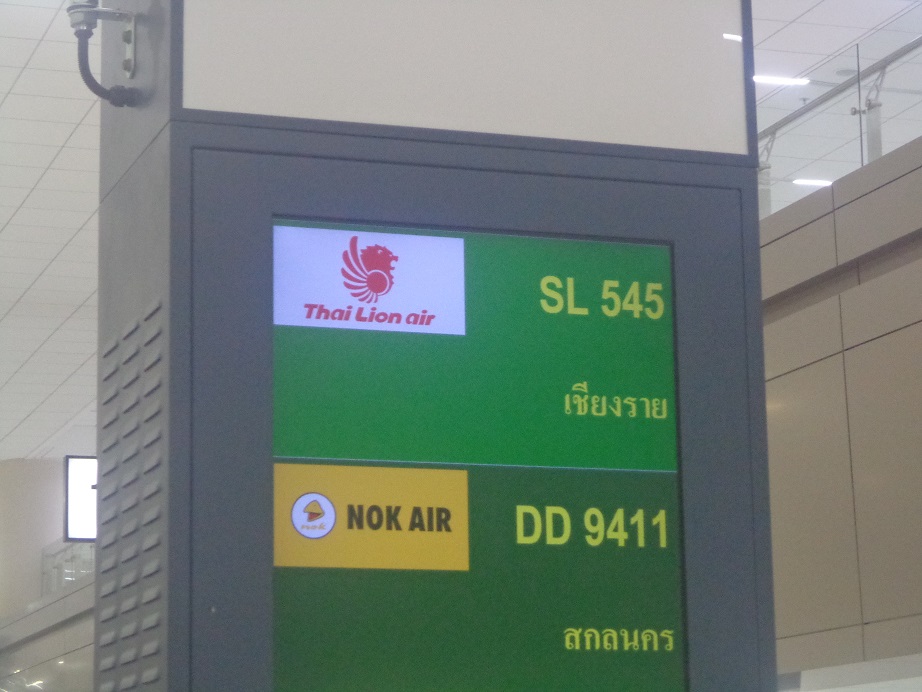 Thai Lion air
SL 545
เชียงราย
nok
NOK AIR
DD 9411
สกลนคร